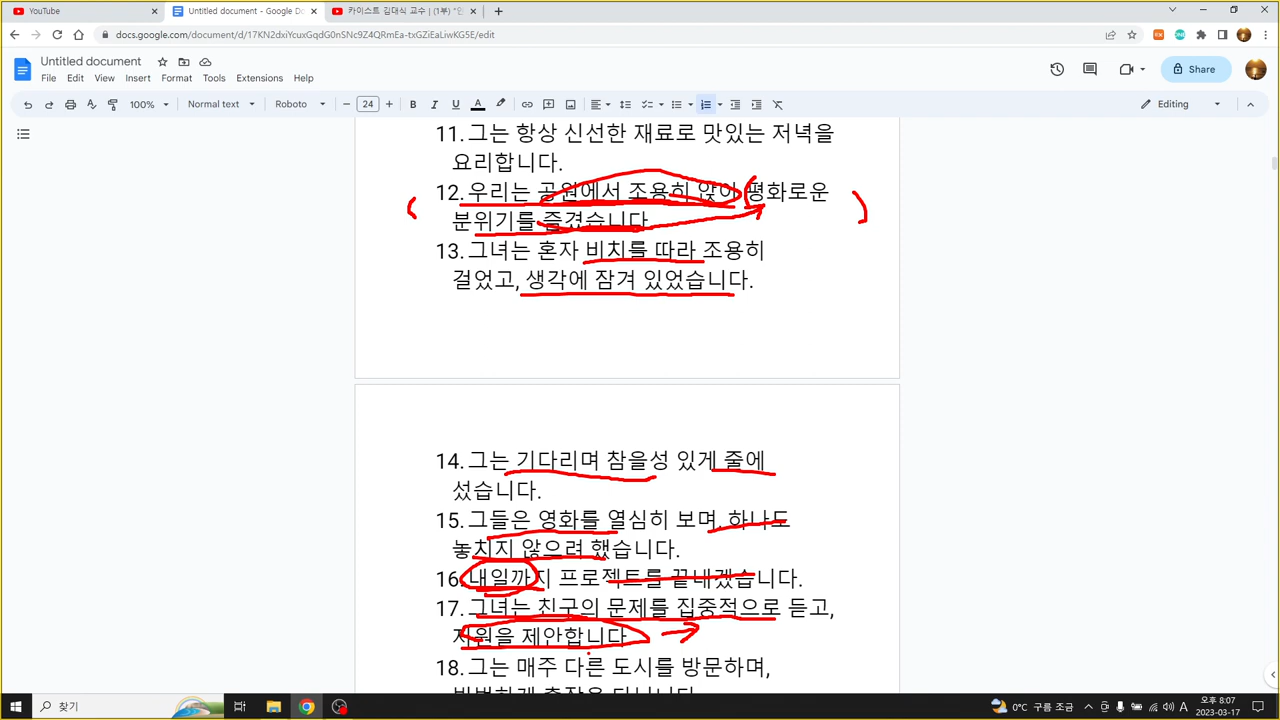 YouTube
Untitled document - Google Do
카이스트 김대식 교수 | (1부) "인
docs.google.com/document/d/17KN2dxiYcuxGqdG0nSNc9Z4QRmEa-txGZiEaLiwKG5E/edit
Untitled document
File Edit View Insert Format Tools Extensions Help
Share
100% Normal text Roboto 24 Editing
11. 그는 항상 신선한 재료로 맛있는 저녁을
요리합니다.
12. 우리는 공원에서 조용히 앉아 평화로운
분위기를 즐겼습니다.
13. 그녀는 혼자 비치를 따라 조용히
걸었고, 생각에 잠겨 있었습니다.
14. 그는 기다리며 참을성 있게 줄에
섰습니다.
15. 그들은 영화를 열심히 보며, 하나도
놓치지 않으려 했습니다.
16. 내일까지 프로젝트를 끝내겠습니다.
17. 그녀는 친구의 문제를 집중적으로 듣고,
지원을 제안합니다
18. 그는 매주 다른 도시를 방문하며,
찾기
0°C 구름 조금
A
오후 8:07
2023-03-17